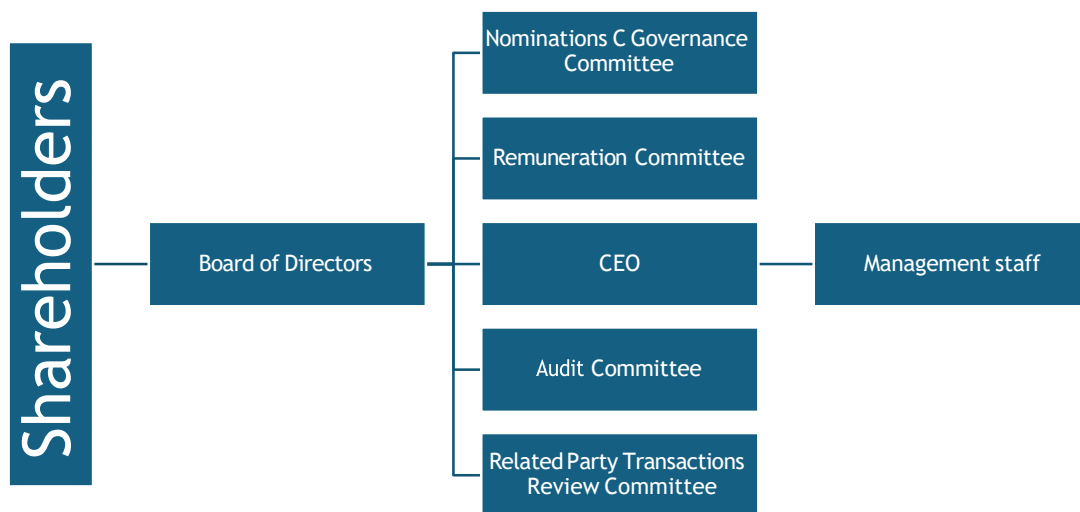 Shareholders
Board of Directors
Nominations C Governance
Committee
Remuneration Committee
CEO
Management staff
Audit Committee
Related Party Transactions
Review Committee